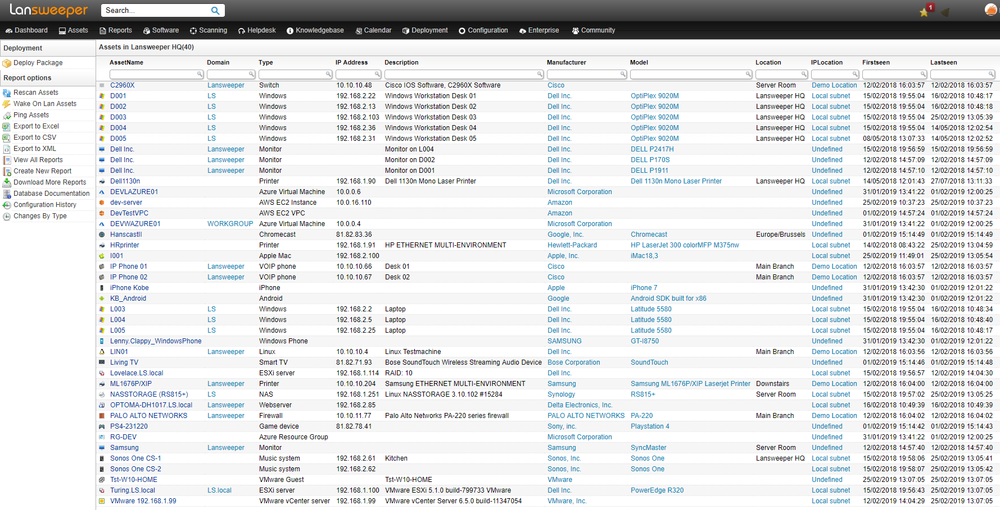 Lansweeper Search... 1
Dashboard Assets Reports Software Scanning Helpdesk Knowledgebase Calendar Deployment Configuration Enterprise Community
Deployment
Deploy Package
Report options
Rescan Assets
Wake On Lan Assets
Ping Assets
Export to Excel
Export to CSV
Export to XML
View All Reports
Create New Report
Download More Reports
Database Documentation
Configuration History
Changes By Type
Assets in Lansweeper HQ(40)
AssetName Domain Type IP Address Description Manufacturer Model Location IPLocation Firstseen Lastseen
C2960X Lansweeper Switch 10.10.10.48 Cisco IOS Software, C2960X Software Cisco Server Room Demo Location 12/02/2018 16:03:57 12/02/2018 16:03:57
D001 LS Windows 192.168.2.22 Windows Workstation Desk 01 Dell Inc. OptiPlex 9020M Lansweeper HQ Local subnet 15/02/2018 19:55:04 16/02/2018 10:48:17
D002 LS Windows 192.168.2.13 Windows Workstation Desk 02 Dell Inc. OptiPlex 9020M Lansweeper HQ Local subnet 15/02/2018 19:55:04 16/02/2018 10:48:18
D003 LS Windows 192.168.2.103 Windows Workstation Desk 03 Dell Inc. OptiPlex 9020M Lansweeper HQ Local subnet 15/02/2018 19:55:04 25/02/2019 13:05:39
D004 LS Windows 192.168.2.36 Windows Workstation Desk 04 Dell Inc. OptiPlex 9020M Lansweeper HQ Local subnet 15/02/2018 19:55:04 14/05/2018 12:02:54
D005 LS Windows 192.168.2.31 Windows Workstation Desk 05 Dell Inc. OptiPlex 9020M Lansweeper HQ Local subnet 08/05/2018 13:07:33 14/05/2018 12:02:52
Dell Inc. Lansweeper Monitor Monitor on L004 Dell Inc. DELL P2417H Undefined 15/02/2018 19:56:59 15/02/2018 19:56:59
Dell Inc. Lansweeper Monitor Monitor on D002 Dell Inc. DELL P170S Undefined 12/02/2018 14:57:09 12/02/2018 14:57:09
Dell Inc. Lansweeper Monitor Monitor on D001 Dell Inc. DELL P1911 Undefined 12/02/2018 14:57:10 12/02/2018 14:57:10
Dell1130n Printer 192.168.1.90 Dell 1130n Mono Laser Printer Dell Inc. Dell 1130n Mono Laser Printer Lansweeper HQ Local subnet 14/05/2018 12:01:43 27/07/2018 13:11:33
DEVLAZURE01 Azure Virtual Machine 10.0.0.6 Microsoft Corporation Undefined 31/01/2019 13:41:22 01/02/2019 12:00:25
dev-server AWS EC2 Instance 10.0.16.110 Amazon Undefined 25/02/2019 10:37:23 25/02/2019 10:37:23
DevTestVPC AWS EC2 VPC Amazon Undefined 01/02/2019 14:57:24 01/02/2019 14:57:24
DEVWAZURE01 WORKGROUP Azure Virtual Machine 10.0.0.4 Microsoft Corporation Undefined 31/01/2019 13:41:22 01/02/2019 12:00:25
HanscastII Chromecast 81.82.83.36 Google, Inc. Chromecast Europe/Brussels Undefined 01/02/2019 15:14:49 01/02/2019 15:14:49
HRprinter Printer 192.168.1.91 HP ETHERNET MULTI-ENVIRONMENT Hewlett-Packard HP LaserJet 300 colorMFP M375nw Local subnet 14/02/2018 08:43:22 25/02/2019 13:04:59
I001 Apple Mac 192.168.2.100 Apple, Inc. iMac18,3 Local subnet 25/02/2019 11:49:01 25/02/2019 13:05:54
IP Phone 01 Lansweeper VOIP phone 10.10.10.66 Desk 01 Cisco Main Branch Demo Location 12/02/2018 16:03:57 12/02/2018 16:03:57
IP Phone 02 Lansweeper VOIP phone 10.10.10.67 Desk 02 Cisco Main Branch Demo Location 12/02/2018 16:03:57 12/02/2018 16:03:57
iPhone Kobe iPhone Apple iPhone 7 Undefined 31/01/2019 13:42:30 01/02/2019 12:01:22
KB_Android Android Google Android SDK built for x86 Undefined 31/01/2019 13:42:30 01/02/2019 12:01:22
L003 LS Windows 192.168.2.2 Laptop Dell Inc. Latitude 5580 Local subnet 15/02/2018 19:55:04 16/02/2018 10:48:34
L004 LS Windows 192.168.2.5 Laptop Dell Inc. Latitude 5580 Local subnet 15/02/2018 19:55:04 16/02/2018 10:48:40
L005 LS Windows 192.168.2.25 Laptop Dell Inc. Latitude 5580 Local subnet 15/02/2018 19:55:04 16/02/2018 10:48:17
Lenny.Clappy_WindowsPhone Windows Phone SAMSUNG GT-I8750 Undefined 31/01/2019 13:42:30 01/02/2019 12:01:22
LIN01 Lansweeper Linux 10.10.10.4 Linux Testmachine Dell Inc. Main Branch Demo Location 12/02/2018 16:03:56 12/02/2018 16:03:56
Living TV Smart TV 81.82.71.93 Bose SoundTouch Wireless Streaming Audio Device Bose Corporation SoundTouch Undefined 01/02/2019 15:14:46 01/02/2019 15:14:48
Lovelace.LS.local ESXi server 192.168.1.114 RAID: 10 Dell Inc. Local subnet 15/02/2018 19:56:57 12/02/2019 14:04:30
ML1676P/XIP Lansweeper Printer 10.10.10.204 Samsung ETHERNET MULTI-ENVIRONMENT Samsung Samsung ML1676P/XIP Laserjet Printer Downstairs Demo Location 12/02/2018 16:04:00 12/02/2018 16:04:00
NASSTORAGE (RS815+) LS NAS 192.168.1.251 Linux NASSTORAGE 3.10.102 #15284 Synology RS815+ Server Room Local subnet 15/02/2018 19:57:02 25/02/2019 13:05:25
OPTOMA-DH1017.LS.local Lansweeper Webserver 192.168.2.85 Delta Electronics, Inc. Local subnet 16/02/2018 10:49:39 16/02/2018 10:49:39
PALO ALTO NETWORKS Lansweeper Firewall 10.10.11.77 Palo Alto Networks PA-220 series firewall PALO ALTO NETWORKS PA-220 Main Branch Demo Location 12/02/2018 16:04:02 12/02/2018 16:04:02
PS4-231220 Game device 81.82.78.41 Sony, inc. Playstation 4 Undefined 01/02/2019 15:14:42 01/02/2019 15:14:43
RG-DEV Azure Resource Group Microsoft Corporation Undefined 31/01/2019 13:41:22 01/02/2019 12:00:25
Samsung Lansweeper Monitor Samsung SyncMaster Server Room Undefined 12/02/2018 14:57:40 12/02/2018 14:57:40
Sonos One CS-1 Music system 192.168.2.61 Kitchen Sonos, Inc. Sonos One Lansweeper HQ Local subnet 15/02/2018 19:58:06 25/02/2019 13:05:41
Sonos One CS-2 Music system 192.168.2.62 Sonos, Inc. Sonos One Local subnet 15/02/2018 19:58:07 25/02/2019 13:05:42
Tst-W10-HOME VMware Guest Tst-W10-HOME VMware Undefined 25/02/2019 13:07:05 25/02/2019 13:07:05
Turing.LS.local LS.local ESXi server 192.168.1.100 VMware ESXi 5.1.0 build-799733 VMware Dell Inc. PowerEdge R320 Local subnet 15/02/2018 19:56:43 25/02/2019 13:07:05
VMware 192.168.1.99 VMware vCenter server 192.168.1.99 VMware vCenter Server 6.5.0 build-11347054 VMware, Inc. Local subnet 12/02/2019 14:04:29 25/02/2019 13:07:05